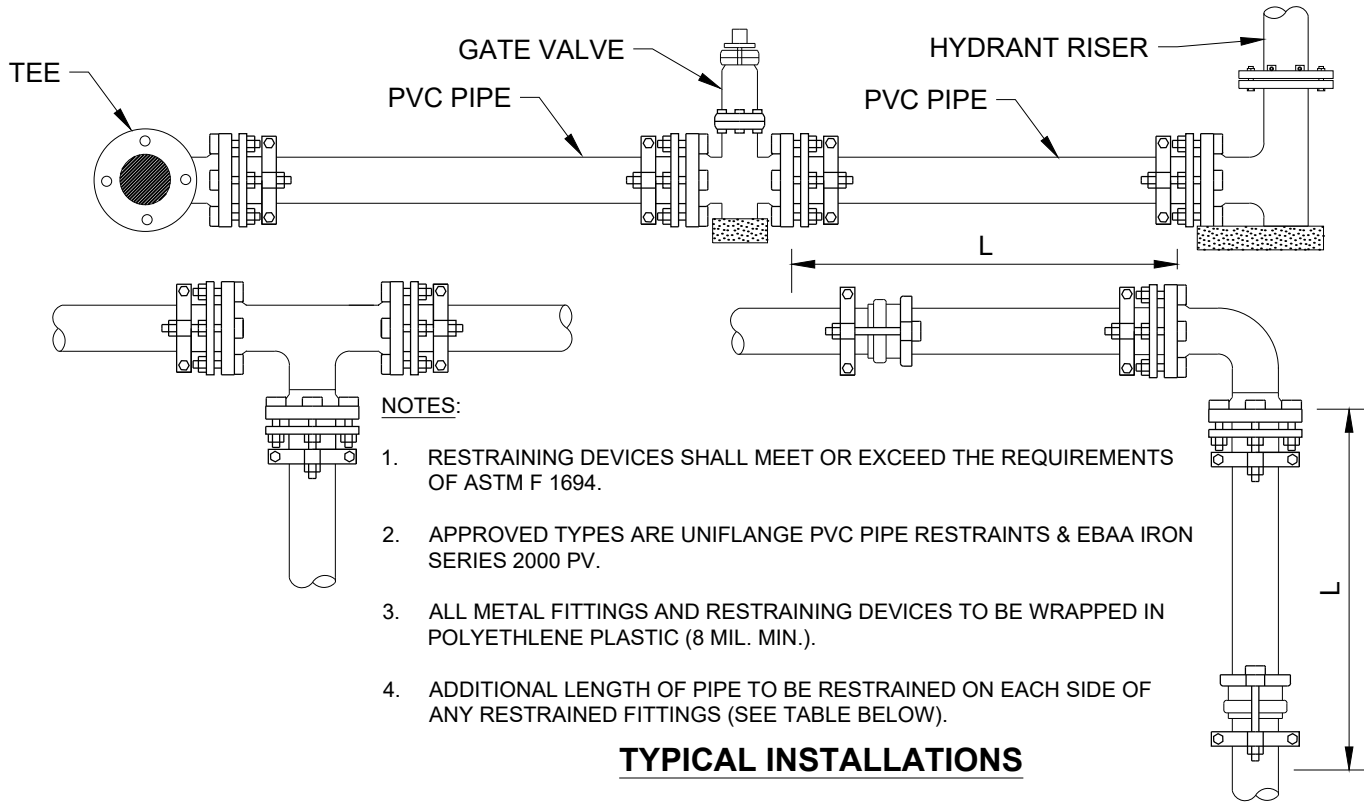 TEE
GATE VALVE
HYDRANT RISER
PVC PIPE
PVC PIPE
L
NOTES:
1. RESTRAINING DEVICES SHALL MEET OR EXCEED THE REQUIREMENTS
OF ASTM F 1694.
2. APPROVED TYPES ARE UNIFLANGE PVC PIPE RESTRAINTS & EBAA IRON
SERIES 2000 PV.
3. ALL METAL FITTINGS AND RESTRAINING DEVICES TO BE WRAPPED IN
POLYETHLENE PLASTIC (8 MIL. MIN.).
4. ADDITIONAL LENGTH OF PIPE TO BE RESTRAINED ON EACH SIDE OF
ANY RESTRAINED FITTINGS (SEE TABLE BELOW).
L
TYPICAL INSTALLATIONS